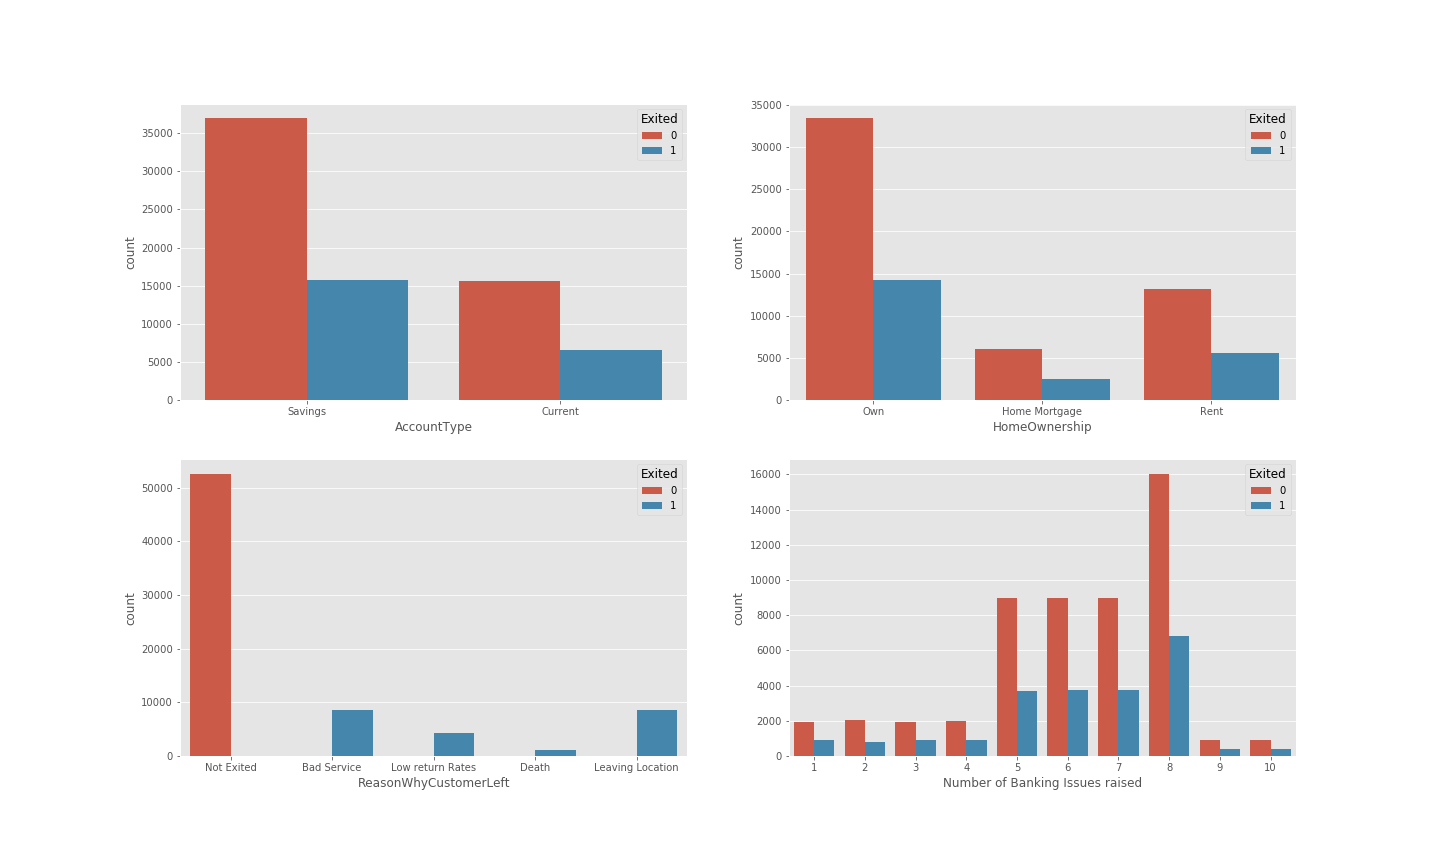 Exited
0
1
35000
30000
25000
20000
15000
10000
5000
0
count
Savings Current
AccountType
Exited
0
1
35000
30000
25000
20000
15000
10000
5000
0
count
Own Home Mortgage Rent
HomeOwnership
Exited
0
1
50000
40000
30000
20000
10000
0
count
Not Exited Bad Service Low return Rates Death Leaving Location
ReasonWhyCustomerLeft
Exited
0
1
16000
14000
12000
10000
8000
6000
4000
2000
0
count
1 2 3 4 5 6 7 8 9 10
Number of Banking Issues raised